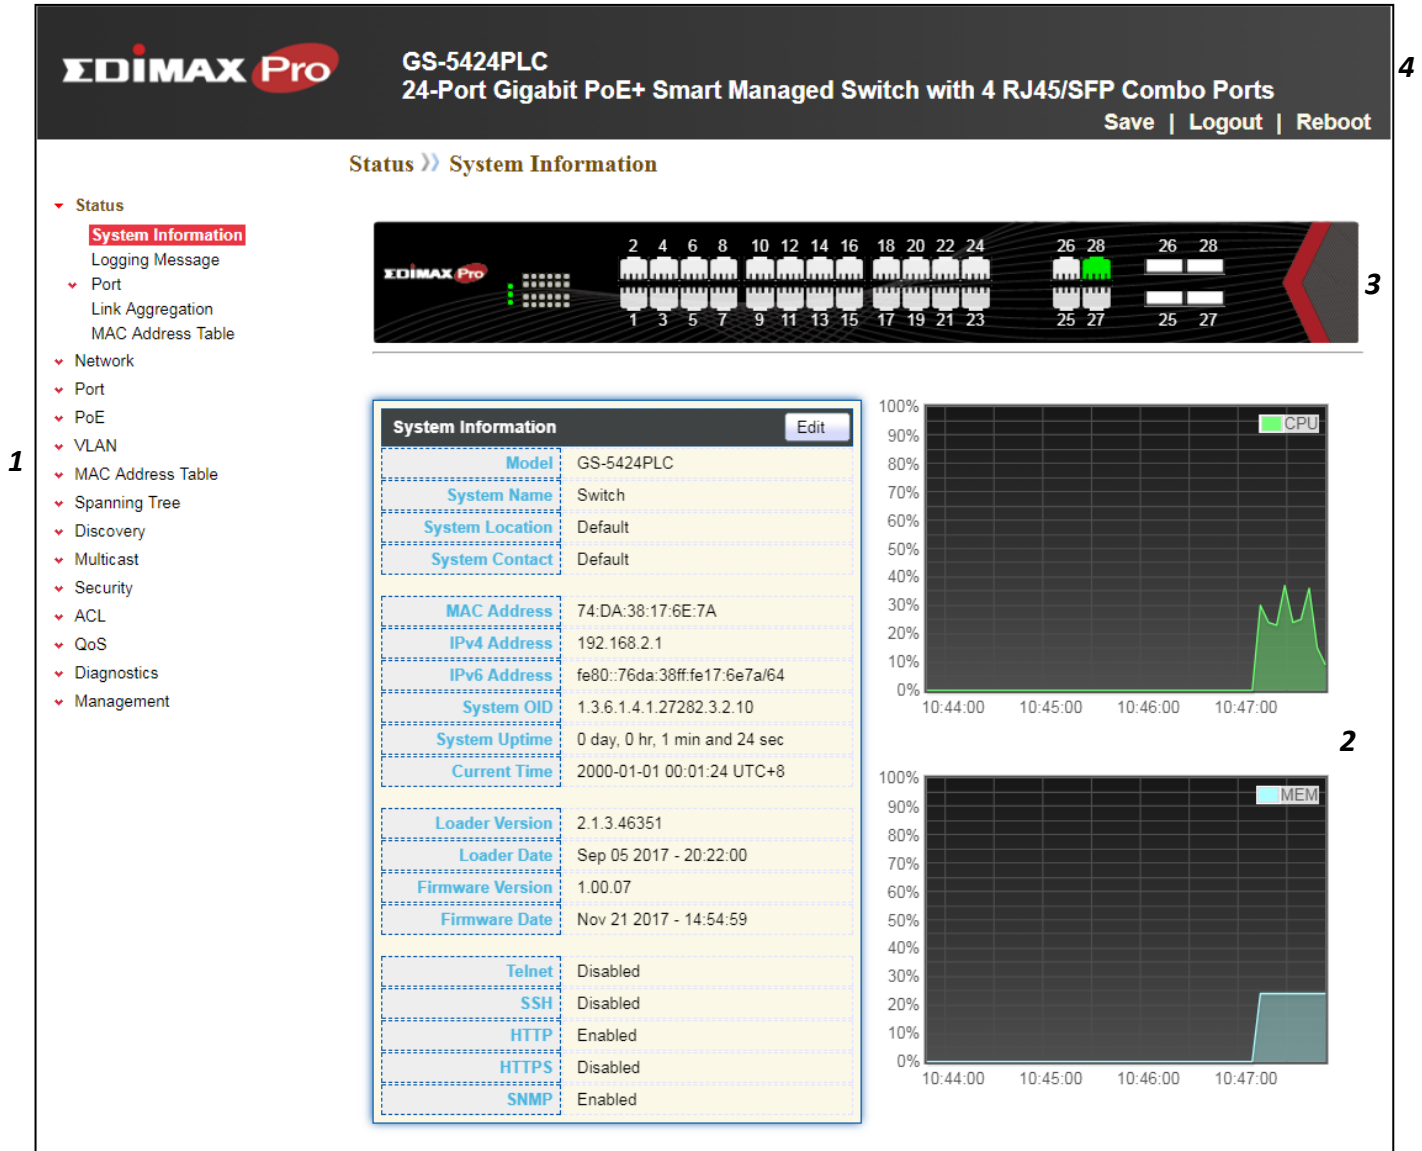 EDIMAX Pro
GS-5424PLC
24-Port Gigabit PoE+ Smart Managed Switch with 4 RJ45/SFP Combo Ports
4
Save | Logout | Reboot
Status » System Information
Status
System Information
Logging Message
Port
Link Aggregation
MAC Address Table
Network
Port
PoE
VLAN
MAC Address Table
Spanning Tree
Discovery
Multicast
Security
ACL
QoS
Diagnostics
Management
1
EDIMAX Pro
2 4 6 8 10 12 14 16 18 20 22 24 26 28 26 28
1 3 5 7 9 11 13 15 17 19 21 23 25 27 25 27
3
System Information Edit
Model GS-5424PLC
System Name Switch
System Location Default
System Contact Default
MAC Address 74:DA:38:17:6E:7A
IPv4 Address 192.168.2.1
IPv6 Address fe80::76da:38ff:fe17:6e7a/64
System OID 1.3.6.1.4.1.27282.3.2.10
System Uptime 0 day, 0 hr, 1 min and 24 sec
Current Time 2000-01-01 00:01:24 UTC+8
Loader Version 2.1.3.46351
Loader Date Sep 05 2017 - 20:22:00
Firmware Version 1.00.07
Firmware Date Nov 21 2017 - 14:54:59
Telnet Disabled
SSH Disabled
HTTP Enabled
HTTPS Disabled
SNMP Enabled
100%
CPU
90%
80%
70%
60%
50%
40%
30%
20%
10%
0%
10:44:00 10:45:00 10:46:00 10:47:00
2
100%
MEM
90%
80%
70%
60%
50%
40%
30%
20%
10%
0%
10:44:00 10:45:00 10:46:00 10:47:00